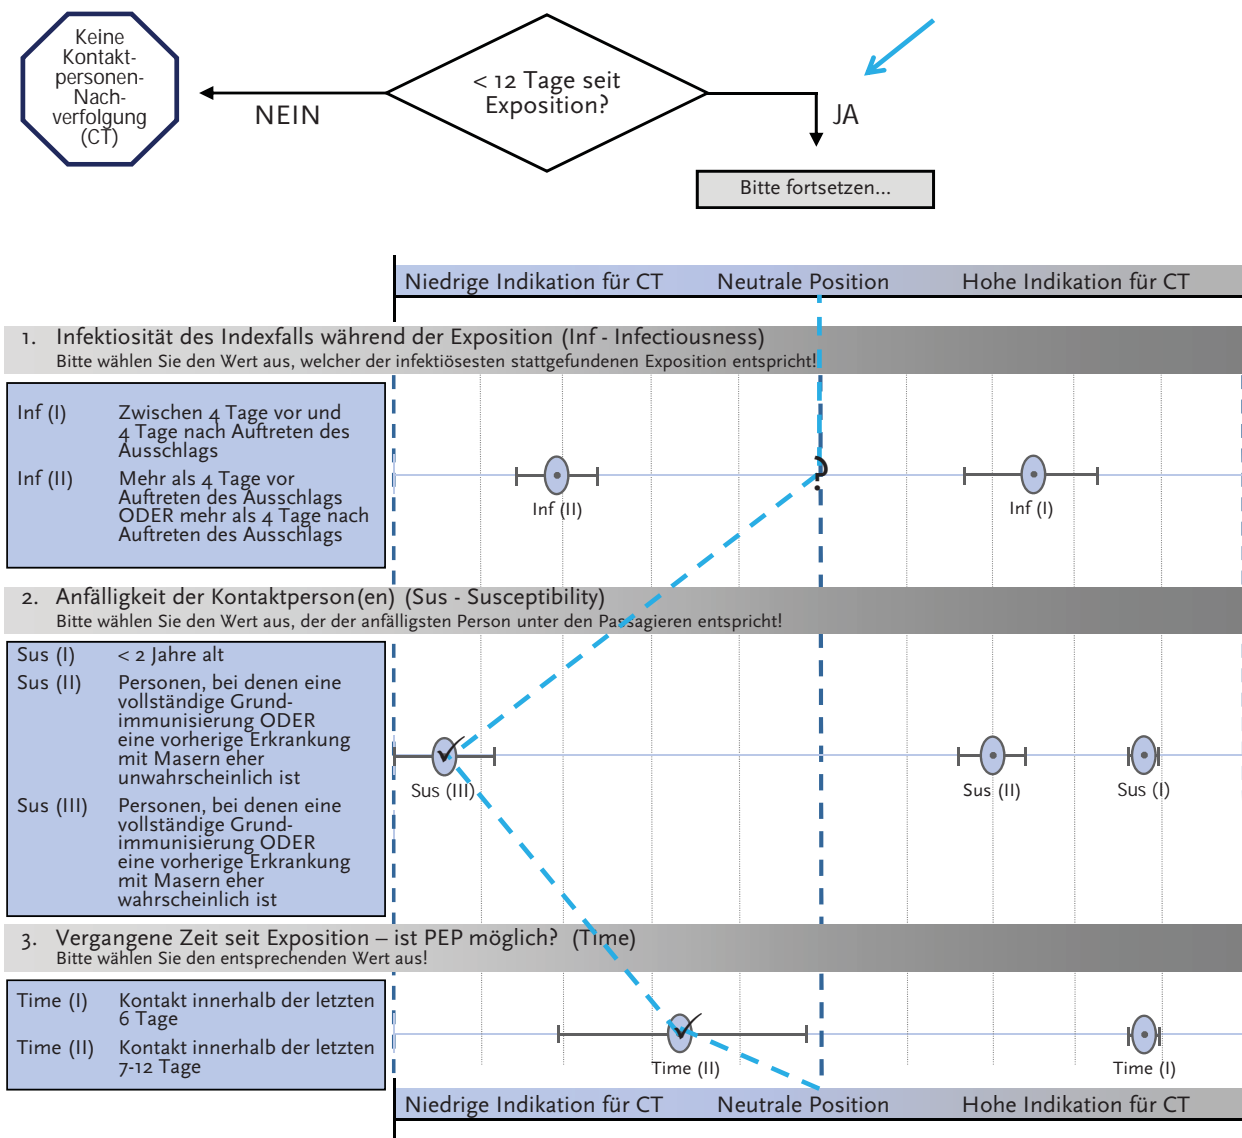 Keine
Kontakt-
personen-
Nach-
verfolgung
(CT)
NEIN
< 12 Tage seit
Exposition?
JA
Bitte fortsetzen...
Niedrige Indikation für CT Neutrale Position Hohe Indikation für CT
1. Infektiosität des Indexfalls während der Exposition (Inf - Infectiousness)
Bitte wählen Sie den Wert aus, welcher der infektiösesten stattgefundenen Exposition entspricht!
Inf (I) Zwischen 4 Tage vor und
4 Tage nach Auftreten des
Ausschlags
Inf (II) Mehr als 4 Tage vor
Auftreten des Ausschlags
ODER mehr als 4 Tage nach
Auftreten des Ausschlags
?
Inf (II)
Inf (I)
2. Anfälligkeit der Kontaktperson(en) (Sus - Susceptibility)
Bitte wählen Sie den Wert aus, der der anfälligsten Person unter den Passagieren entspricht!
Sus (I) < 2 Jahre alt
Sus (II) Personen, bei denen eine
vollständige Grund-
immunisierung ODER
eine vorherige Erkrankung
mit Masern eher
unwahrscheinlich ist
Sus (III) Personen, bei denen eine
vollständige Grund-
immunisierung ODER
eine vorherige Erkrankung
mit Masern eher
wahrscheinlich ist
Sus (III)
Sus (II)
Sus (I)
3. Vergangene Zeit seit Exposition – ist PEP möglich? (Time)
Bitte wählen Sie den entsprechenden Wert aus!
Time (I) Kontakt innerhalb der letzten
6 Tage
Time (II) Kontakt innerhalb der letzten
7-12 Tage
Time (II)
Time (I)
Niedrige Indikation für CT Neutrale Position Hohe Indikation für CT